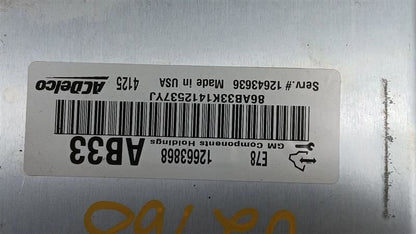 E78
12663868
AB33
GM Components Holdings
86AB33K1412537YJ
Serv.# 12643636 Made in USA
4125
ACDelco